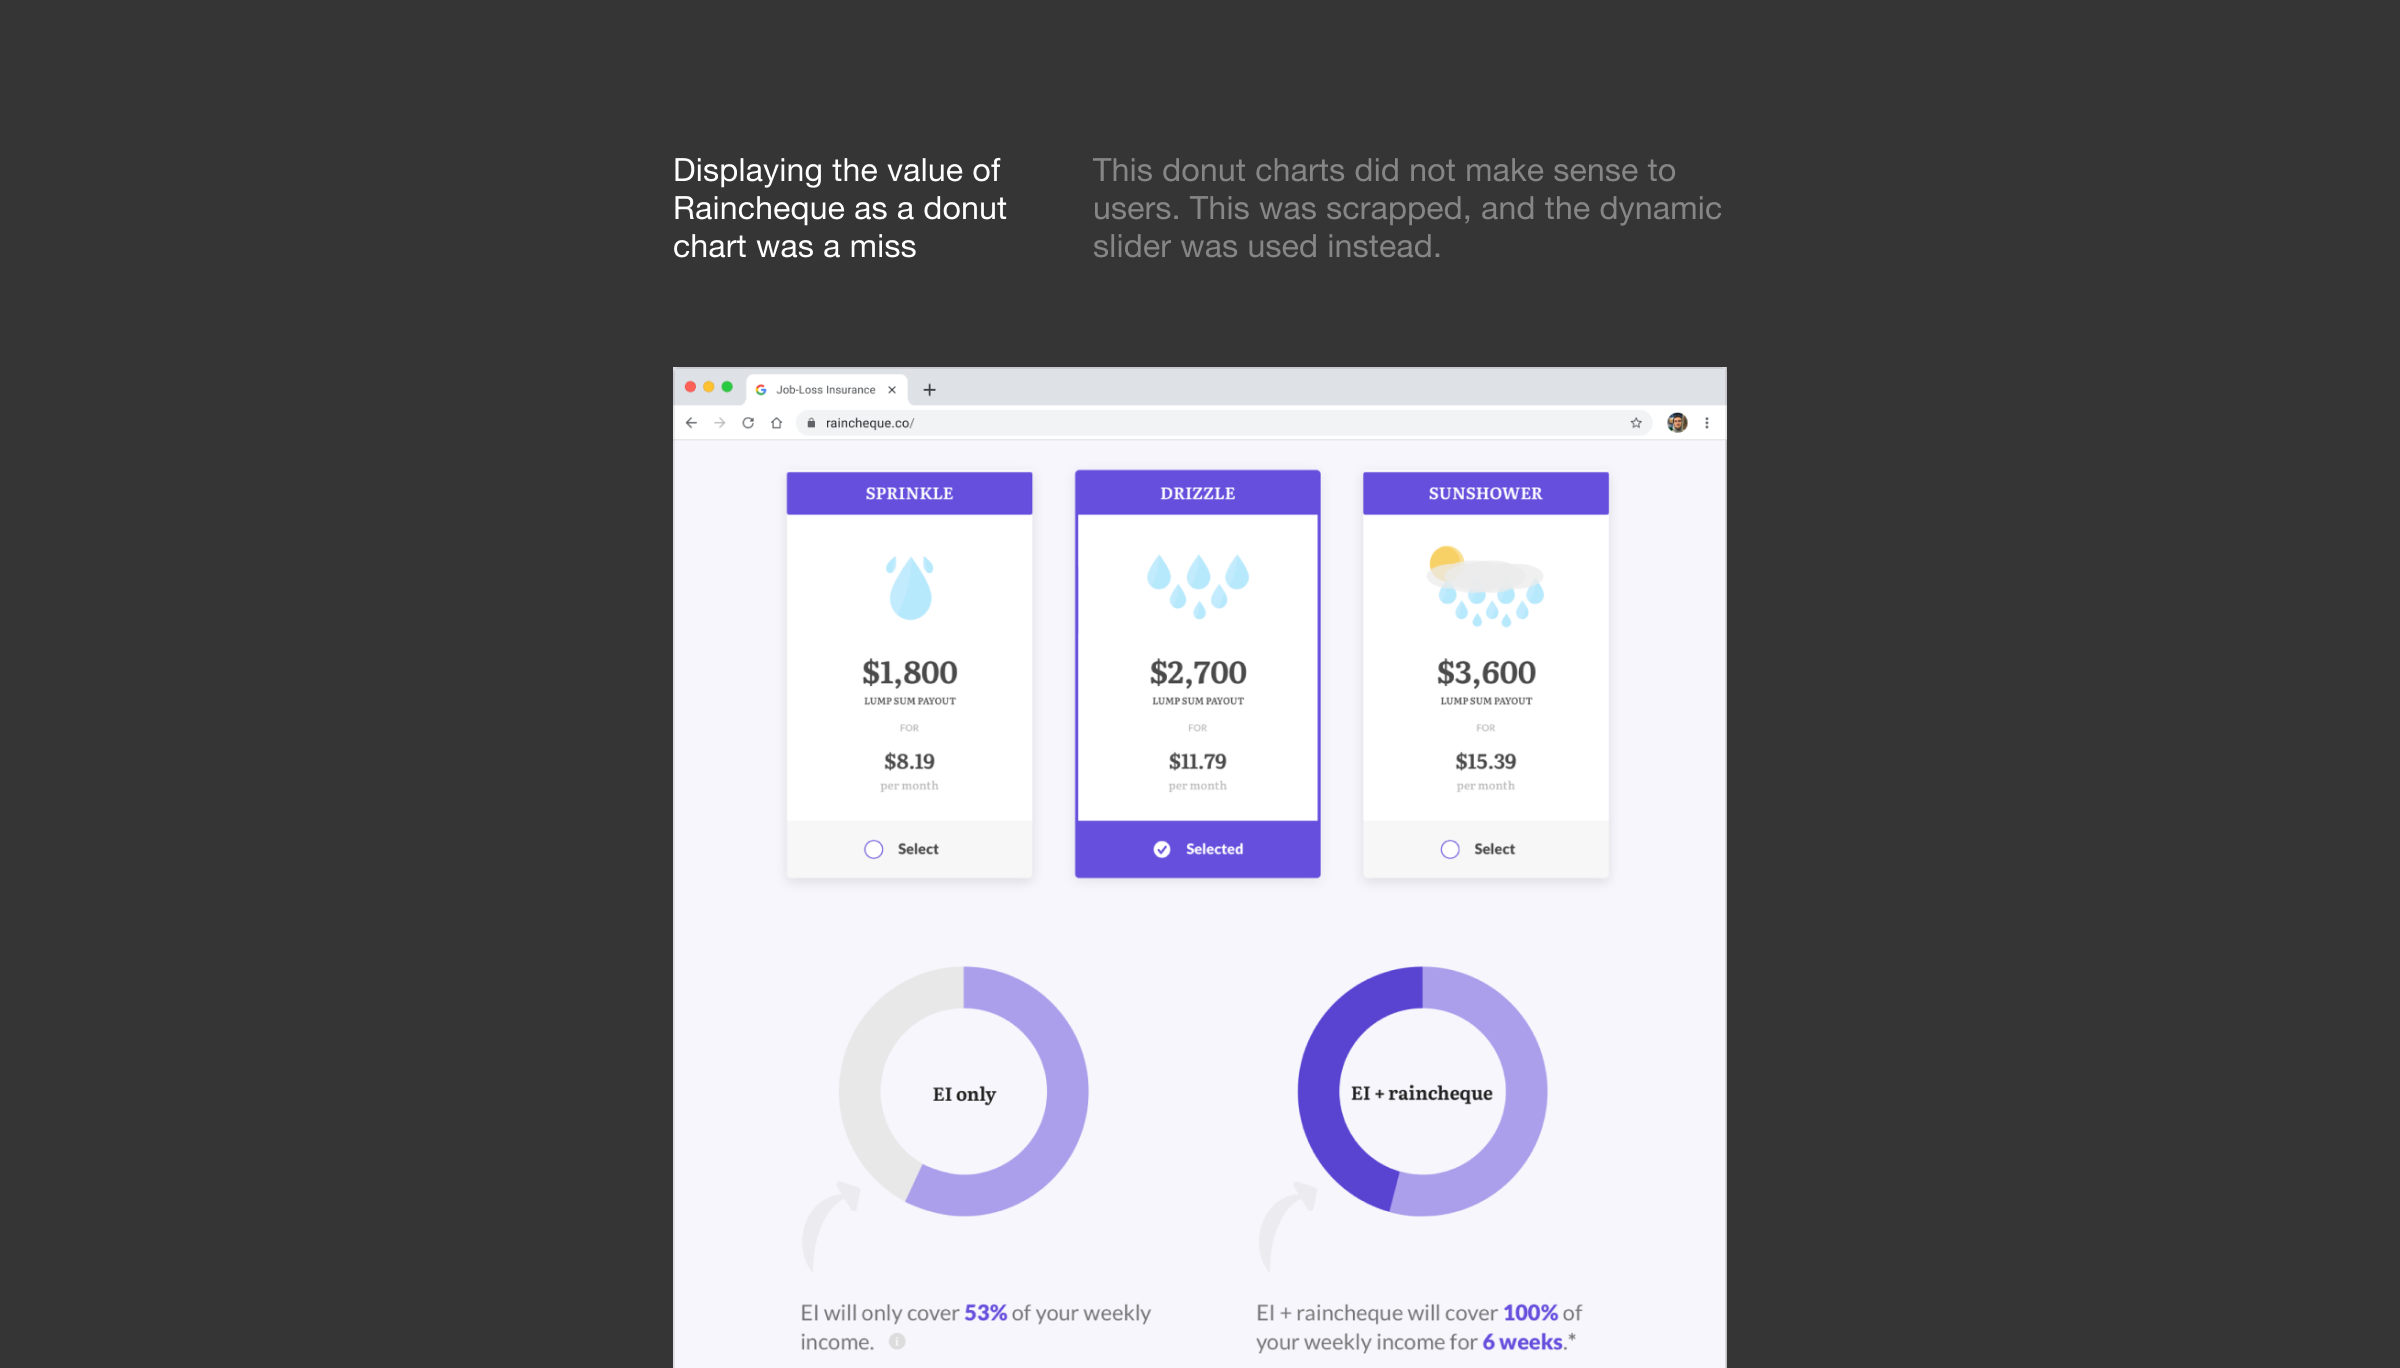 Displaying the value of
Raincheque as a donut
chart was a miss
This donut charts did not make sense to
users. This was scrapped, and the dynamic
slider was used instead.
Job-Loss Insurance
raincheque.co/
SPRINKLE
$1,800
LUMP SUM PAYOUT
FOR
$8.19
per month
Select
DRIZZLE
$2,700
LUMP SUM PAYOUT
FOR
$11.79
per month
Selected
SUNSHOWER
$3,600
LUMP SUM PAYOUT
FOR
$15.39
per month
Select
EI only
EI will only cover 53% of your weekly
income.
EI + raincheque
EI + raincheque will cover 100% of
your weekly income for 6 weeks.*